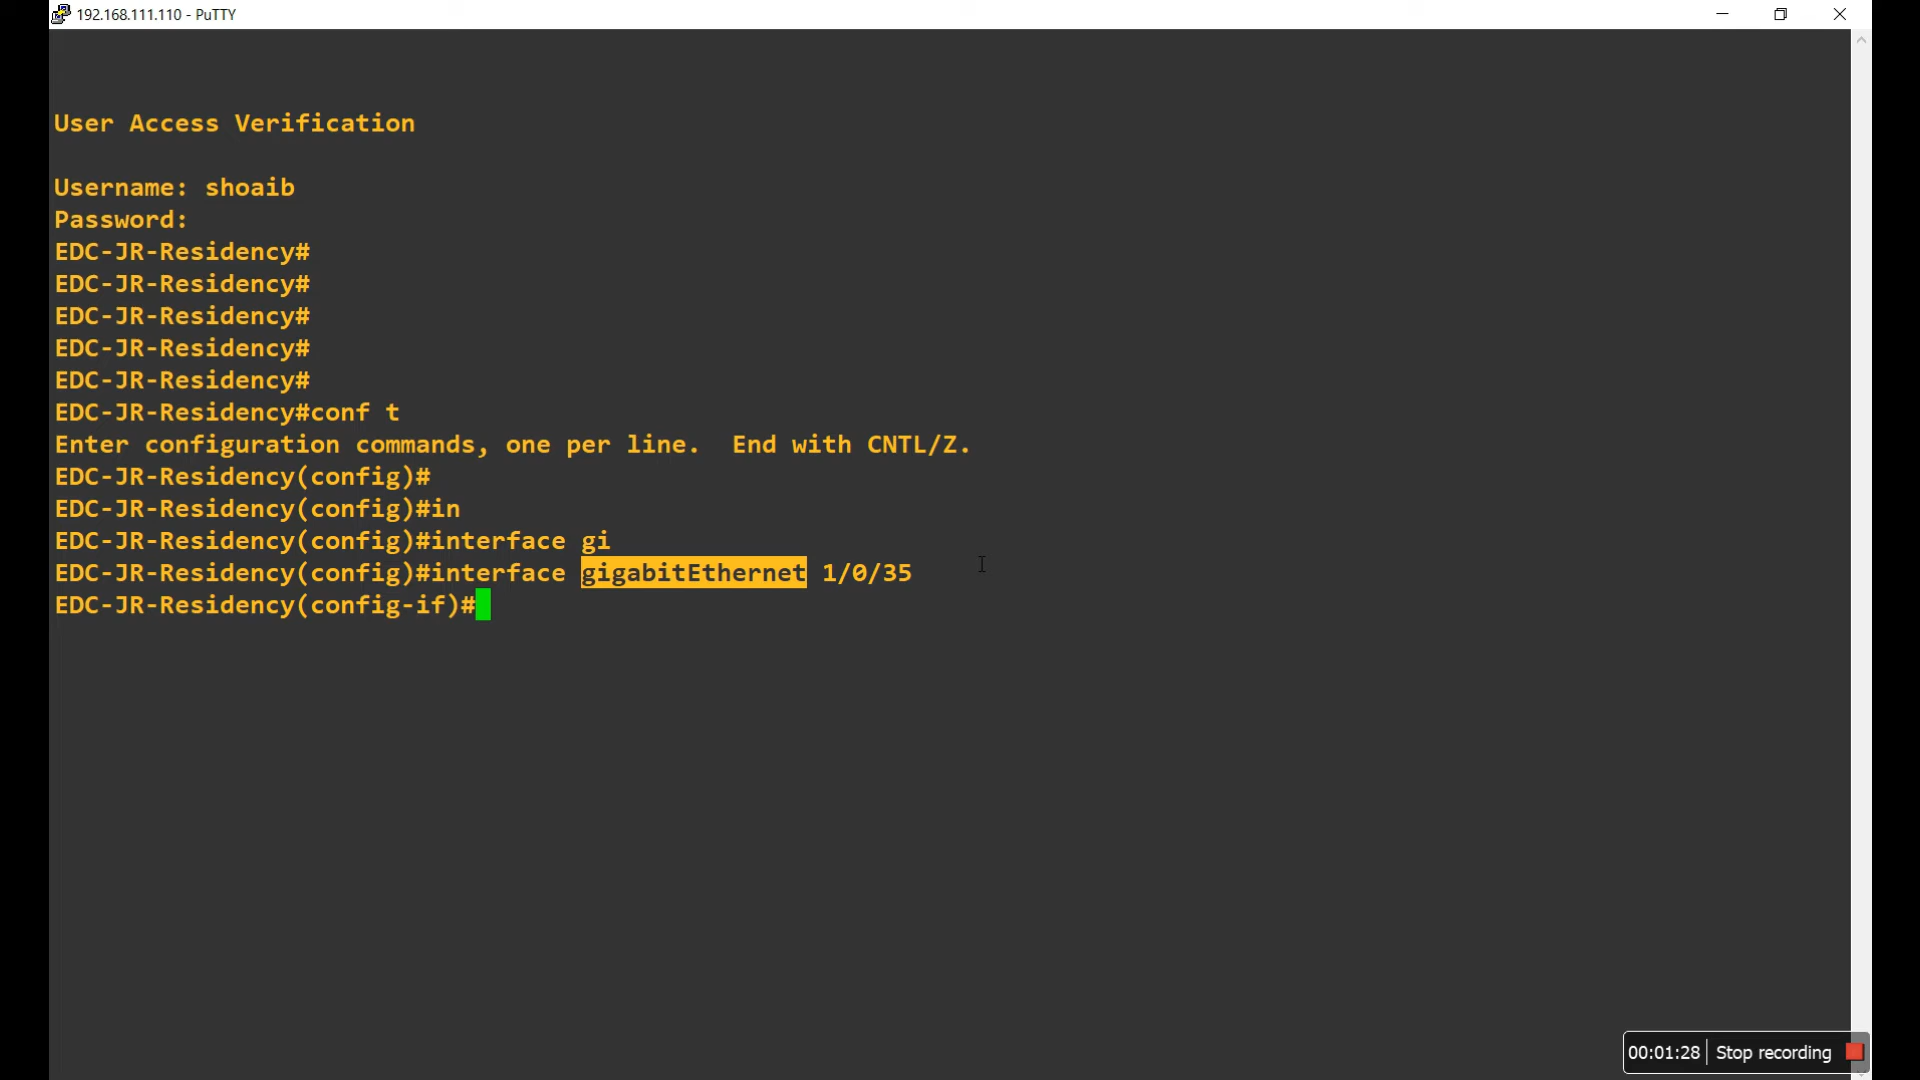 192.168.111.110 - PuTTY
User Access Verification
Username: shoaib
Password:
EDC-JR-Residency#
EDC-JR-Residency#
EDC-JR-Residency#
EDC-JR-Residency#
EDC-JR-Residency#
EDC-JR-Residency#conf t
Enter configuration commands, one per line.  End with CNTL/Z.
EDC-JR-Residency(config)#
EDC-JR-Residency(config)#in
EDC-JR-Residency(config)#interface gi
EDC-JR-Residency(config)#interface gigabitEthernet 1/0/35
EDC-JR-Residency(config-if)#
00:01:28 Stop recording